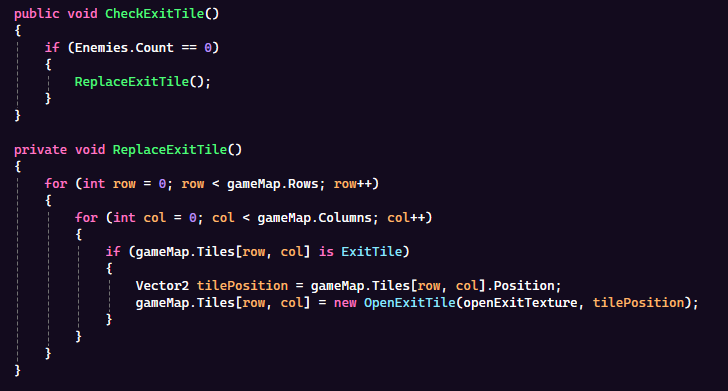 public void CheckExitTile()
{
    if (Enemies.Count == 0)
    {
        ReplaceExitTile();
    }
}

private void ReplaceExitTile()
{
    for (int row = 0; row < gameMap.Rows; row++)
    {
        for (int col = 0; col < gameMap.Columns; col++)
        {
            if (gameMap.Tiles[row, col] is ExitTile)
            {
                Vector2 tilePosition = gameMap.Tiles[row, col].Position;
                gameMap.Tiles[row, col] = new OpenExitTile(openExitTexture, tilePosition);
            }
        }
    }
}